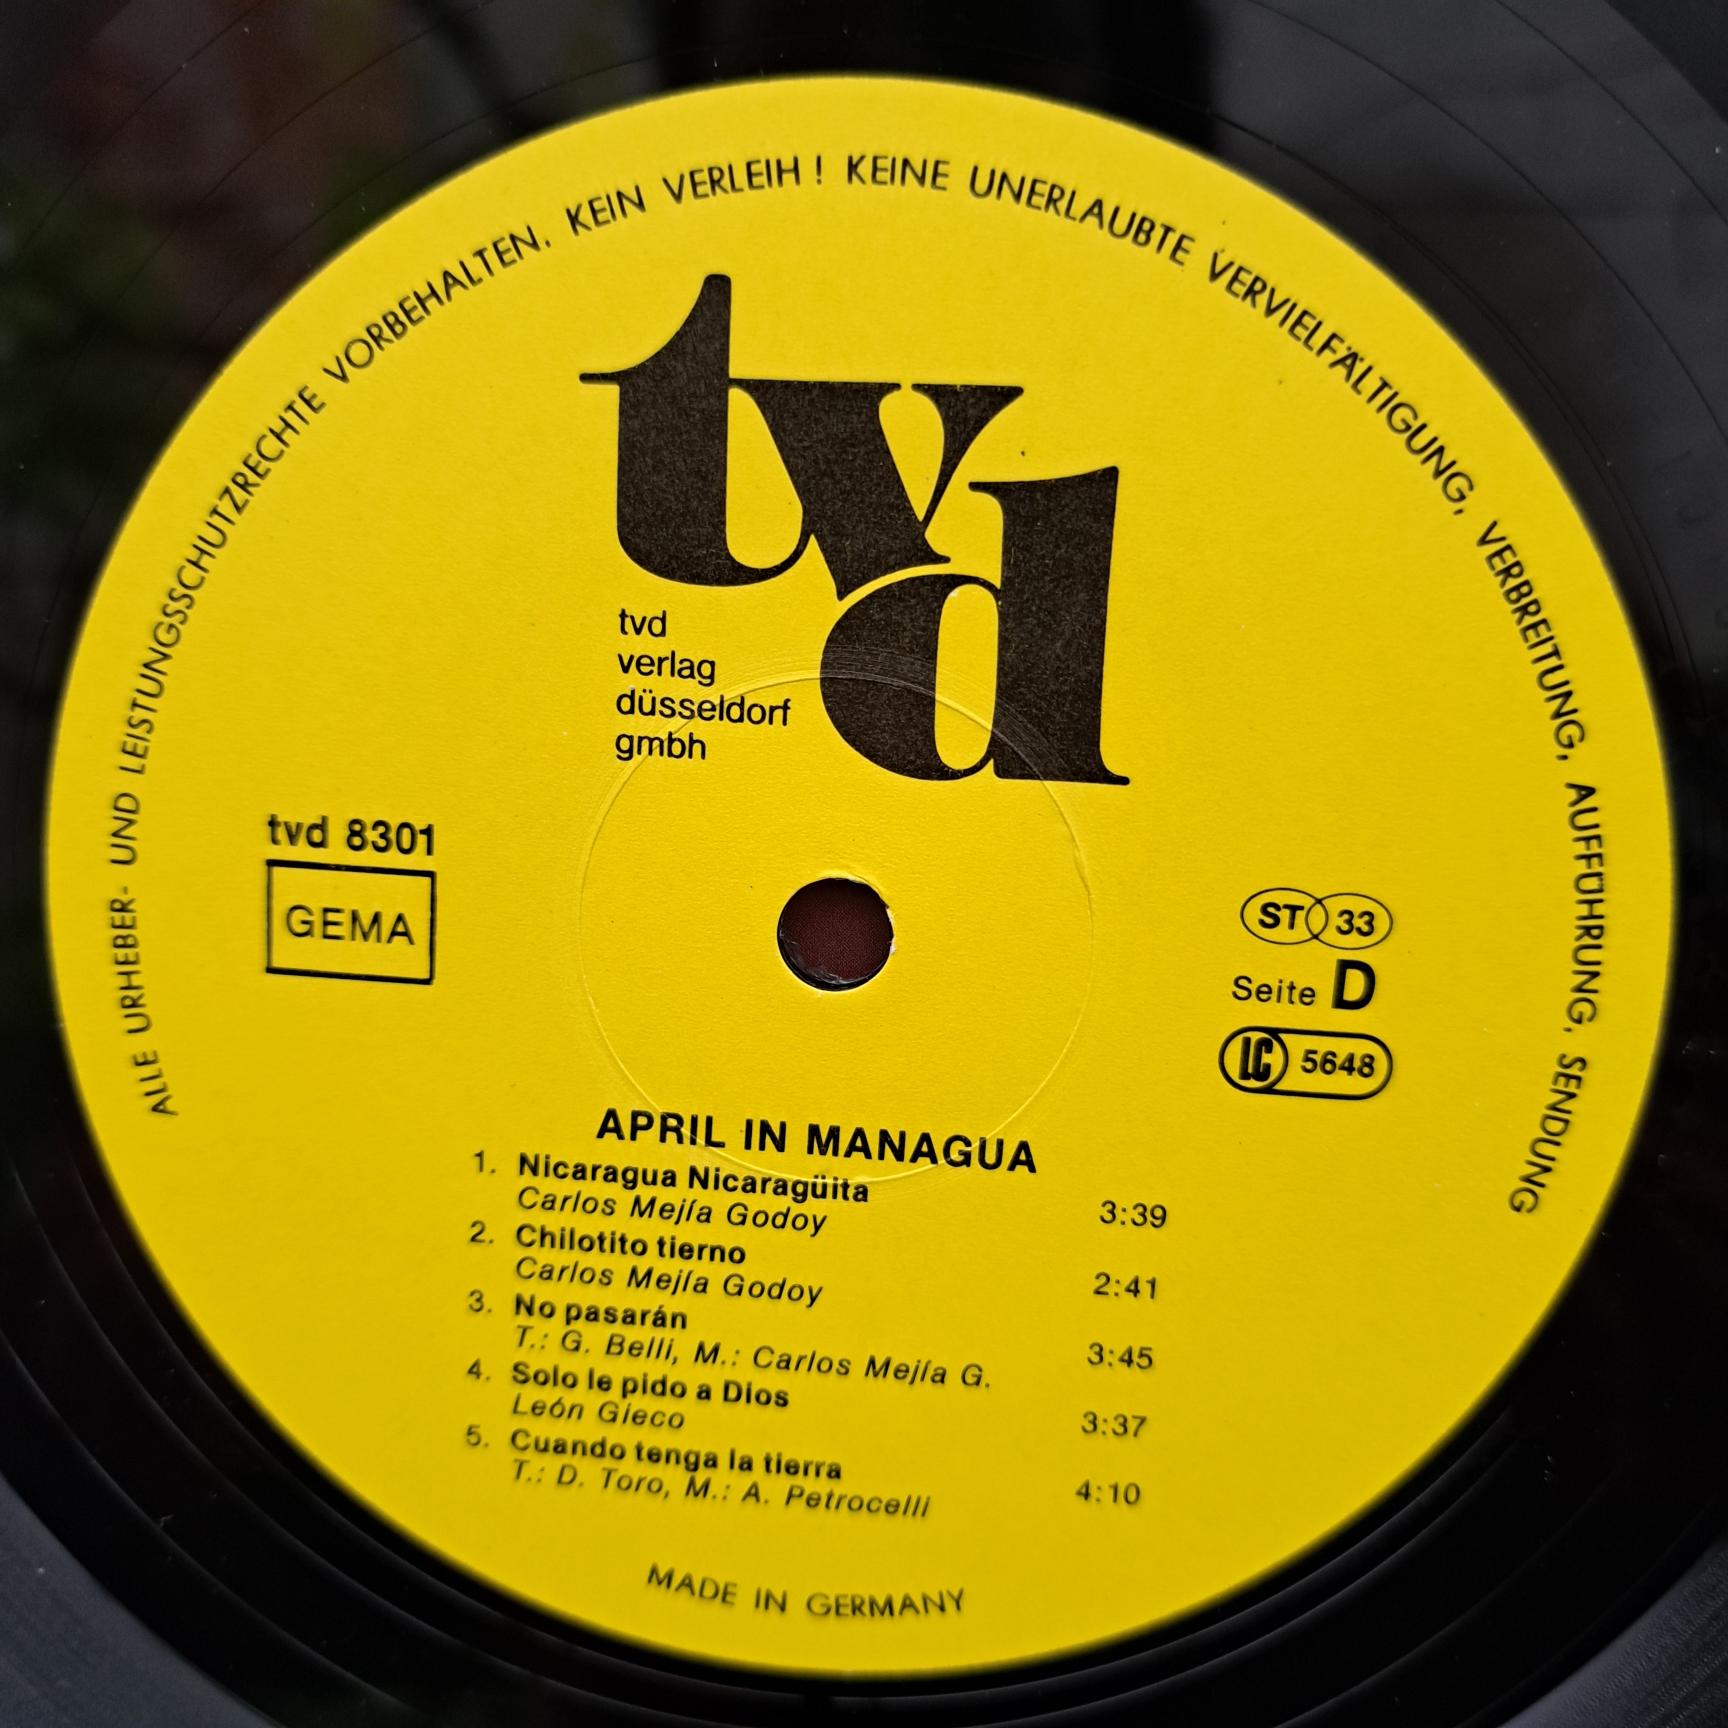 ALLE URHEBER- UND LEISTUNGSSCHUTZRECHTE VORBEHALTEN. KEIN VERLEIH! KEINE UNERLAUBTE VERVIELFÄLTIGUNG, VERBREITUNG, AUFFÜHRUNG, SENDUNG
tvd
tvd
verlag
düsseldorf
gmbh
tvd 8301
GEMA
ST 33
Seite D
LC 5648
APRIL IN MANAGUA
1. Nicaragua Nicaragüita
Carlos Mejía Godoy 3:39
2. Chilotito tierno
Carlos Mejía Godoy 2:41
3. No pasarán
T.: G. Belli, M.: Carlos Mejía G. 3:45
4. Solo le pido a Dios
León Gieco 3:37
5. Cuando tenga la tierra
T.: D. Toro, M.: A. Petrocelli 4:10
MADE IN GERMANY